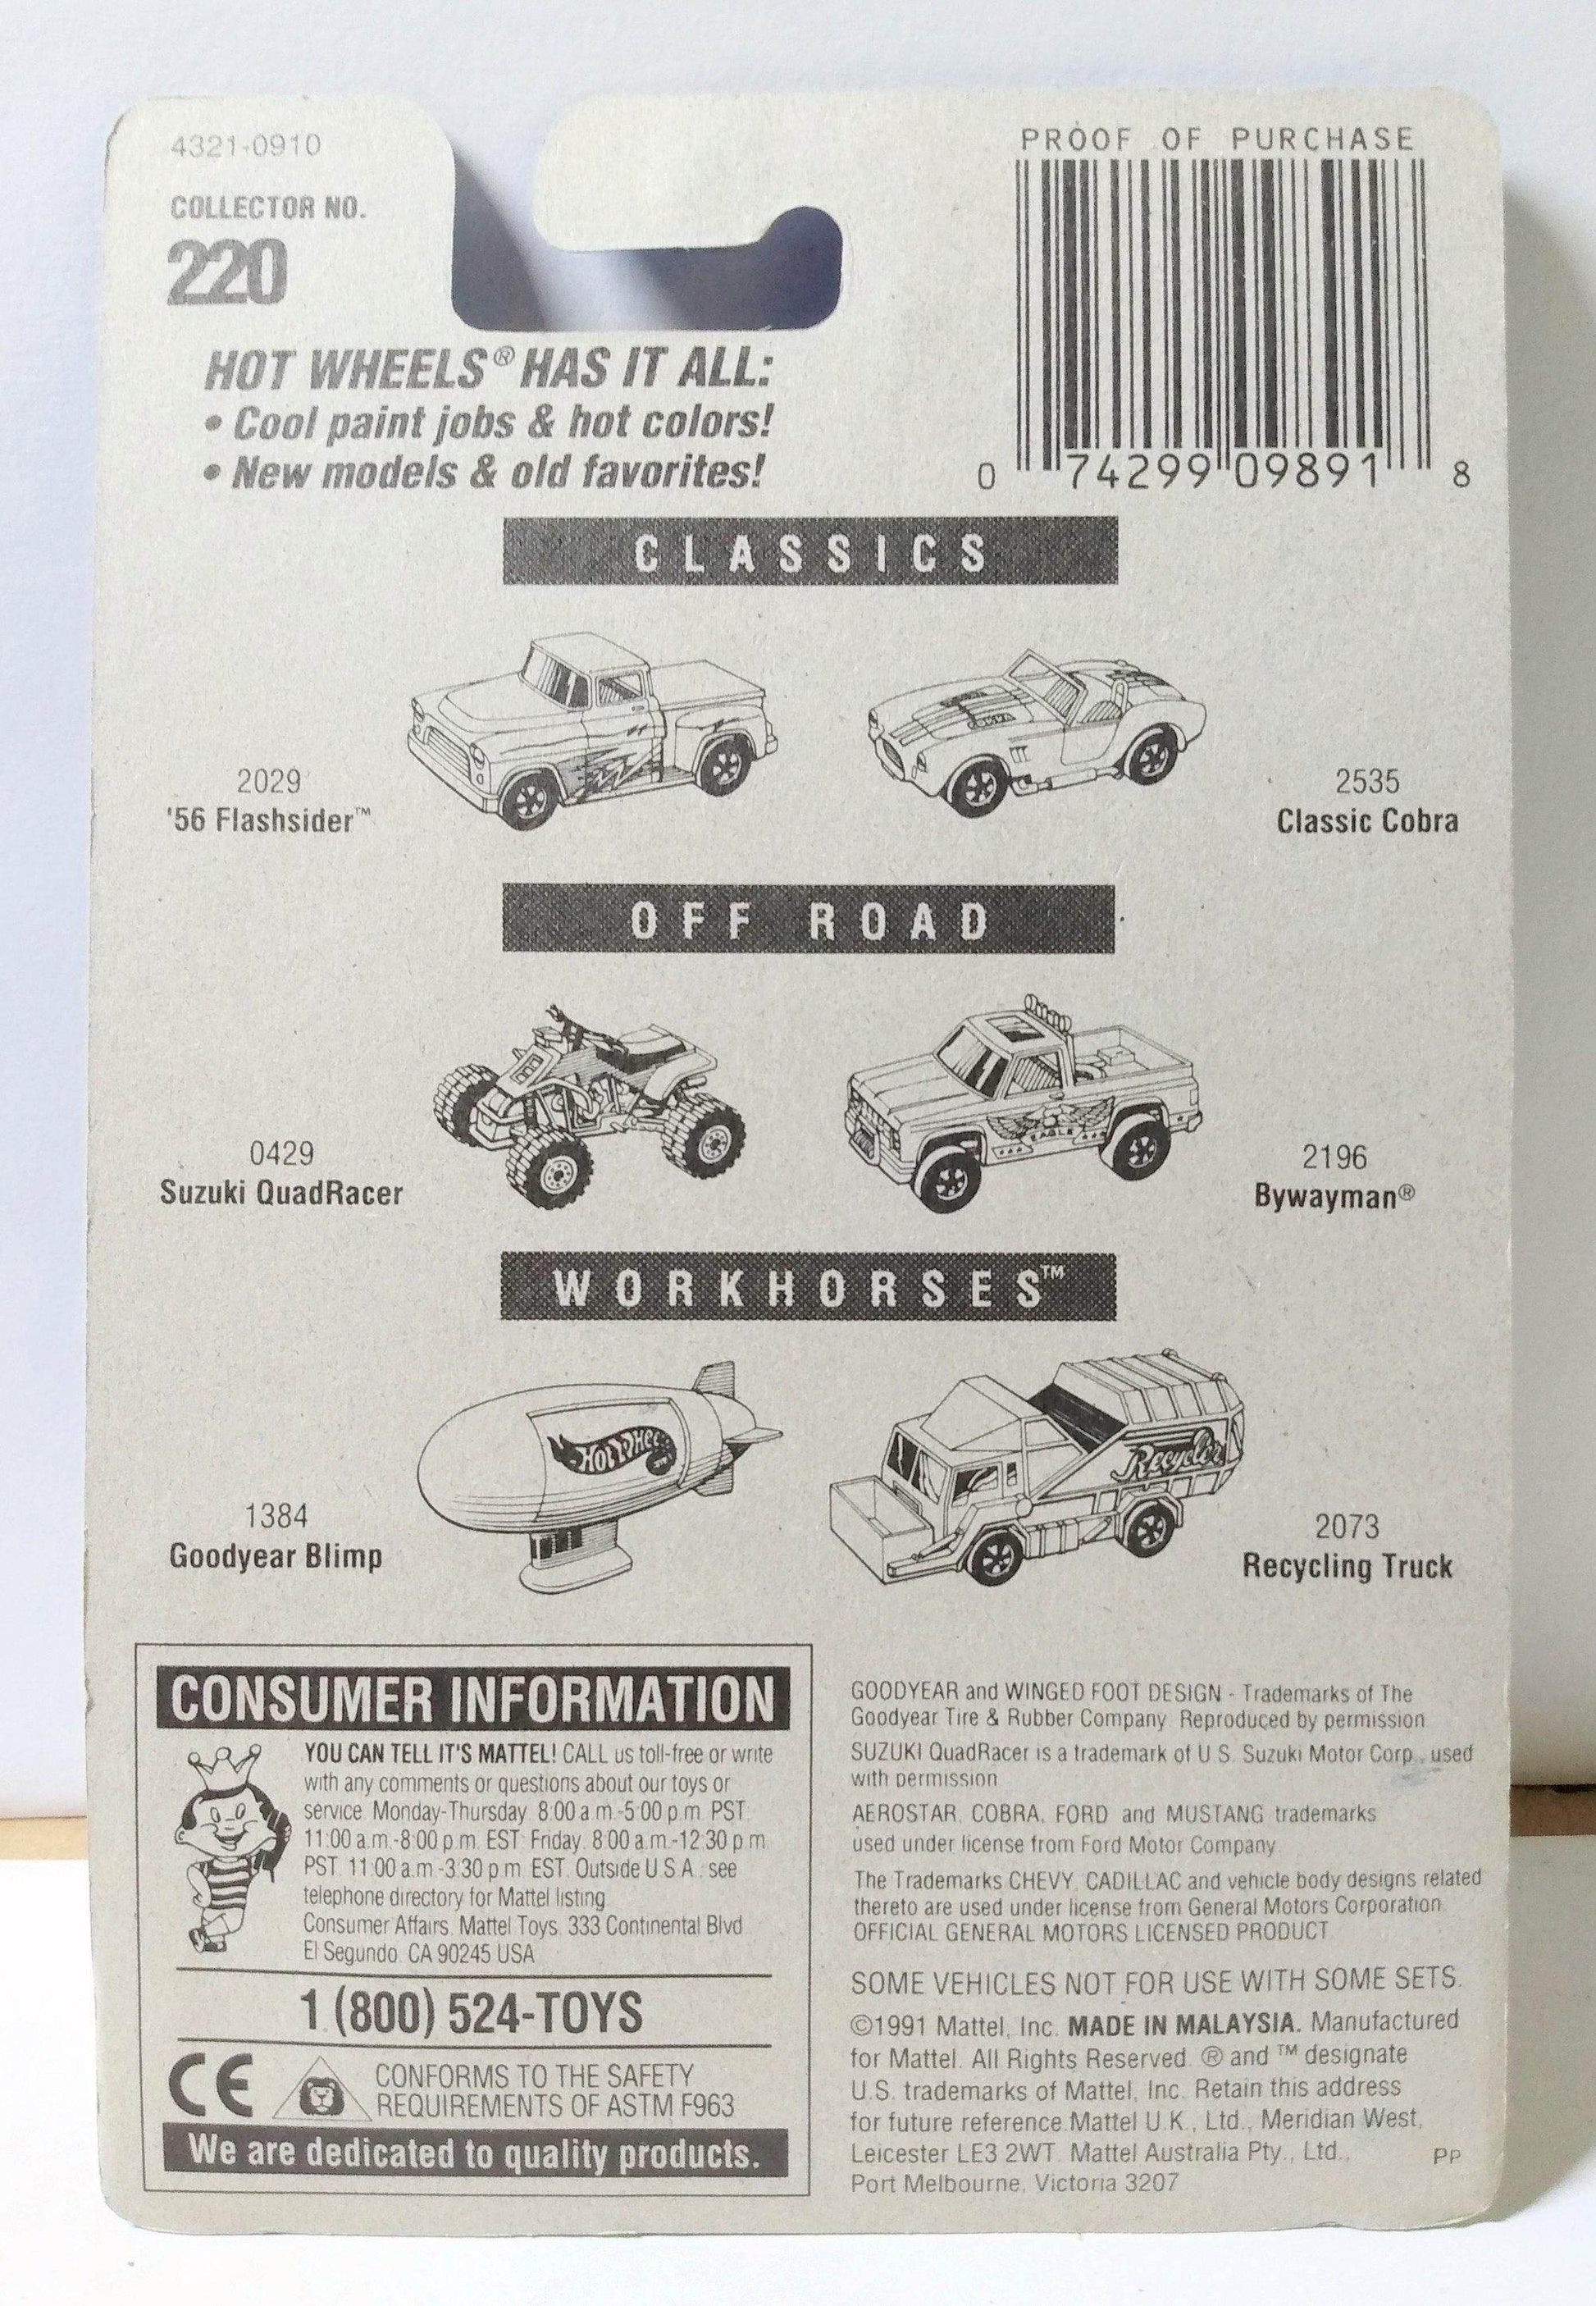 4321-0910
COLLECTOR NO.
220
PROOF OF PURCHASE
0 74299 09891 8
HOT WHEELS® HAS IT ALL:
• Cool paint jobs & hot colors!
• New models & old favorites!
CLASSICS
2029
'56 Flashsider™
2535
Classic Cobra
OFF ROAD
EAGLE
0429
Suzuki QuadRacer
2196
Bywayman®
WORKHORSES™
Recycler
1384
Goodyear Blimp
2073
Recycling Truck
CONSUMER INFORMATION
YOU CAN TELL IT'S MATTEL! CALL us toll-free or write
with any comments or questions about our toys or
service Monday-Thursday 8:00 a.m.-5:00 p.m. PST.
11:00 a.m.-8:00 p.m. EST. Friday. 8:00 a.m.-12:30 p.m.
PST. 11:00 a.m.-3:30 p.m. EST. Outside U.S.A., see
telephone directory for Mattel listing.
Consumer Affairs. Mattel Toys. 333 Continental Blvd.
El Segundo. CA 90245 USA
1 (800) 524-TOYS
CE
CONFORMS TO THE SAFETY
REQUIREMENTS OF ASTM F963
We are dedicated to quality products.
GOODYEAR and WINGED FOOT DESIGN - Trademarks of The
Goodyear Tire & Rubber Company. Reproduced by permission.
SUZUKI QuadRacer is a trademark of U.S. Suzuki Motor Corp., used
with permission
AEROSTAR, COBRA, FORD and MUSTANG trademarks
used under license from Ford Motor Company
The Trademarks CHEVY, CADILLAC and vehicle body designs related
thereto are used under license from General Motors Corporation.
OFFICIAL GENERAL MOTORS LICENSED PRODUCT
SOME VEHICLES NOT FOR USE WITH SOME SETS.
©1991 Mattel, Inc. MADE IN MALAYSIA. Manufactured
for Mattel. All Rights Reserved. ® and ™ designate
U.S. trademarks of Mattel, Inc. Retain this address
for future reference: Mattel U.K., Ltd., Meridian West,
Leicester LE3 2WT. Mattel Australia Pty., Ltd.,
Port Melbourne, Victoria 3207
PP